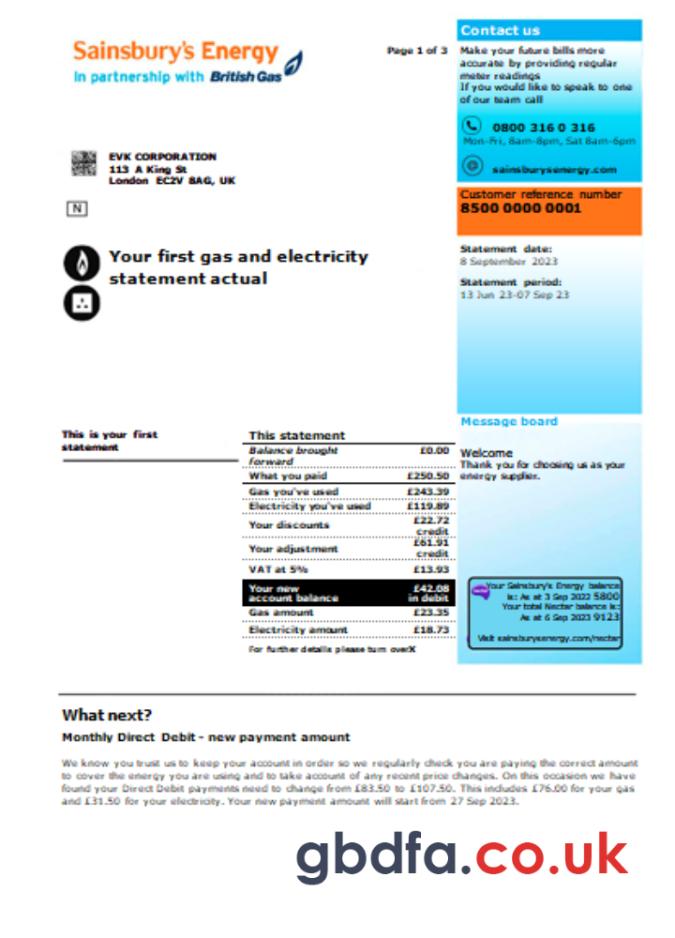 Sainsbury's Energy
In partnership with British Gas
Page 1 of 3
Contact us
Make your future bills more
accurate by providing regular
meter readings
If you would like to speak to one
of our team call
0800 316 0 316
Mon-Fri, 8am-8pm, Sat 8am-6pm
sainsburysenergy.com
Customer reference number
8500 0000 0001
EVK CORPORATION
113 A King St
London EC2V 8AG, UK
N
Your first gas and electricity
statement actual
Statement date:
8 September 2023
Statement period:
13 Jun 23-07 Sep 23
This is your first
statement
This statement
Balance brought
forward £0.00
What you paid £250.50
Gas you've used £243.39
Electricity you've used £119.89
Your discounts £22.72
credit
Your adjustment £61.91
credit
VAT at 5% £13.93
Your new £42.08
account balance in debit
Gas amount £23.35
Electricity amount £18.73
For further details please turn overX
Message board
Welcome
Thank you for choosing us as your
energy supplier.
Your Sainsbury's Energy balance
is: As at 3 Sep 2022 5800
Your total Nectar balance is:
As at 6 Sep 2023 9123
Visit sainsburysenergy.com/nectar
What next?
Monthly Direct Debit - new payment amount
We know you trust us to keep your account in order so we regularly check you are paying the correct amount
to cover the energy you are using and to take account of any recent price changes. On this occasion we have
found your Direct Debit payments need to change from £83.50 to £107.50. This includes £76.00 for your gas
and £31.50 for your electricity. Your new payment amount will start from 27 Sep 2023.
gbdfa.co.uk